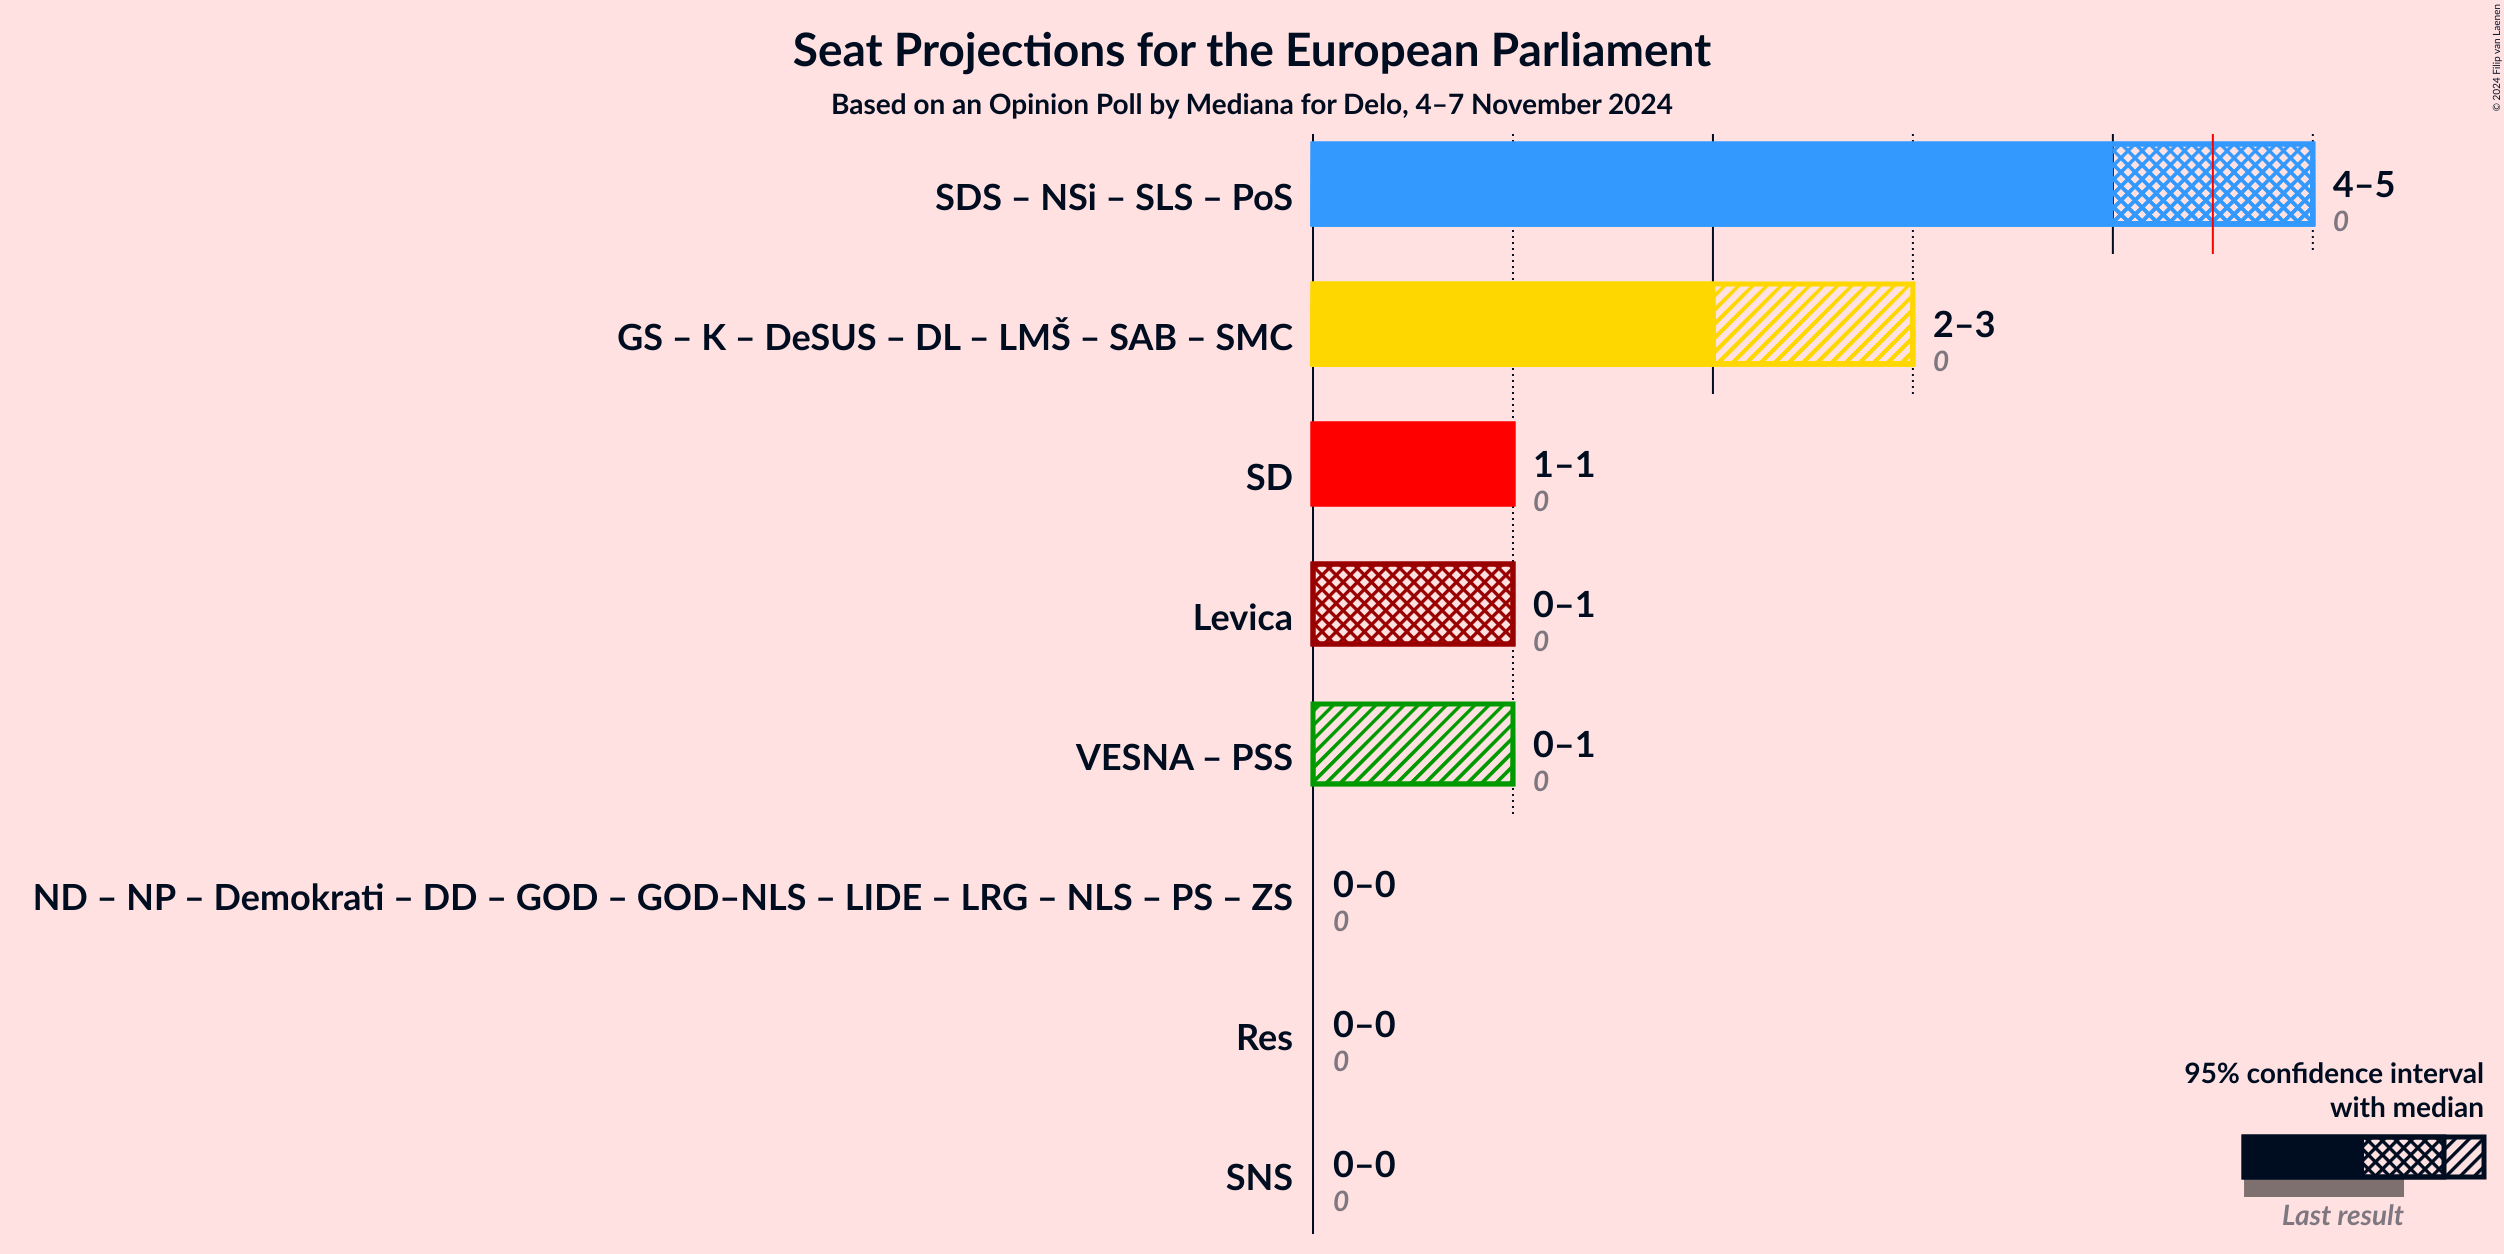 Seat Projections for the European Parliament
Based on an Opinion Poll by Mediana for Delo, 4–7 November 2024
© 2024 Filip van Laenen
SDS – NSi – SLS – PoS
4–5
0
GS – K – DeSUS – DL – LMŠ – SAB – SMC
2–3
0
SD
1–1
0
Levica
0–1
0
VESNA – PSS
0–1
0
ND – NP – Demokrati – DD – GOD – GOD–NLS – LIDE – LRG – NLS – PS – ZS
0–0
0
Res
0–0
0
SNS
0–0
0
95% confidence interval
with median
Last result